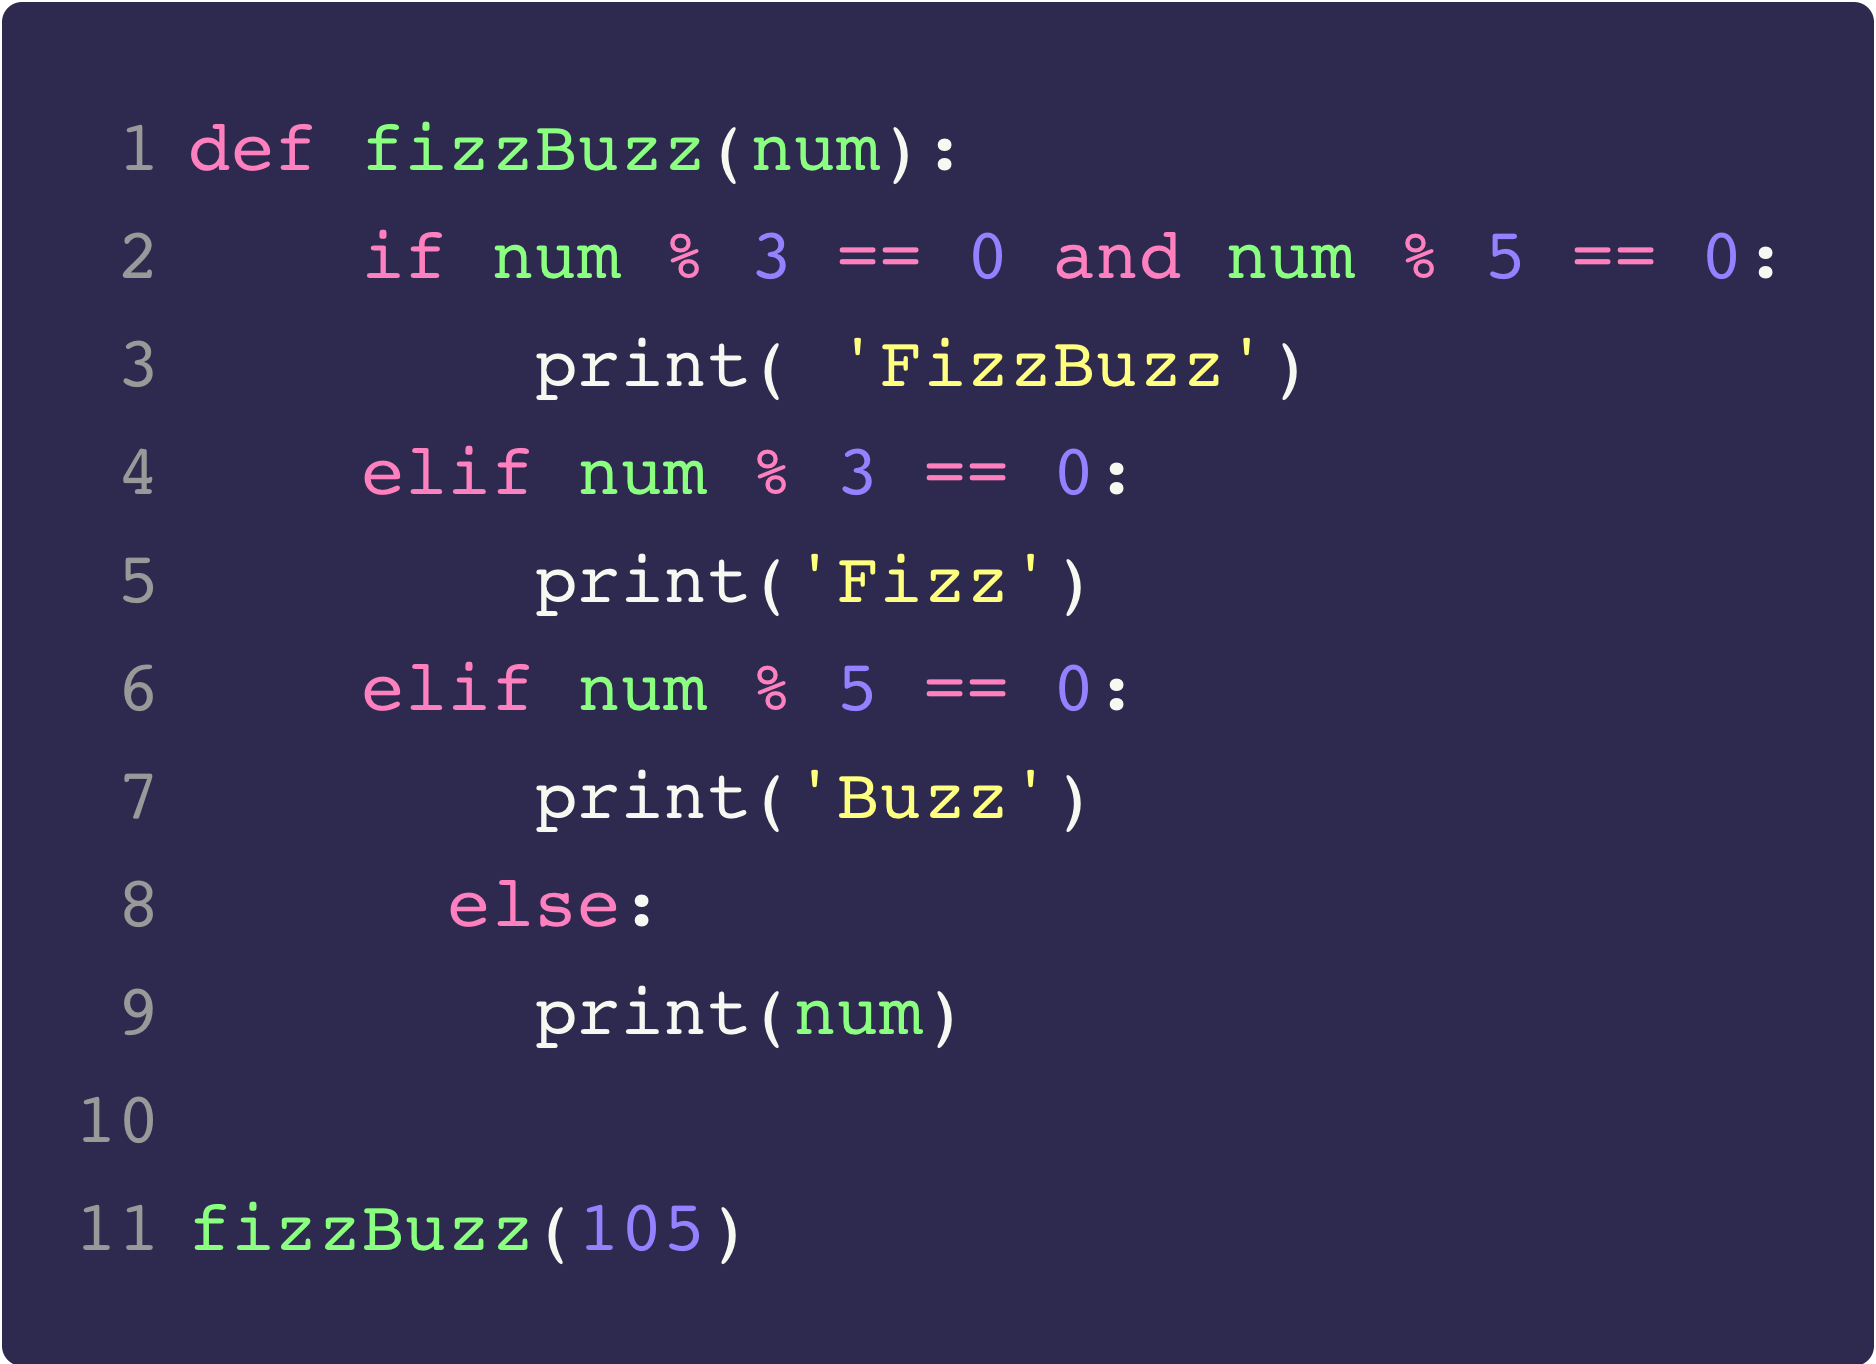 1 def fizzBuzz(num):
2     if num % 3 == 0 and num % 5 == 0:
3         print( 'FizzBuzz')
4     elif num % 3 == 0:
5         print('Fizz')
6     elif num % 5 == 0:
7         print('Buzz')
8       else:
9         print(num)
10
11 fizzBuzz(105)